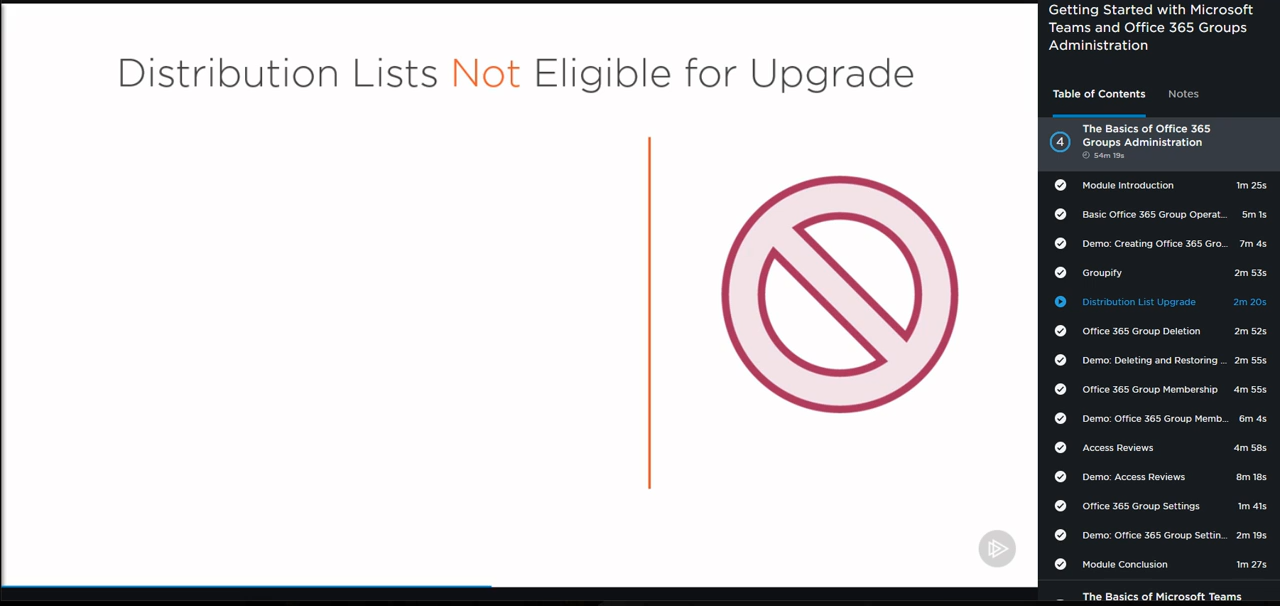 Distribution Lists Not Eligible for Upgrade
Getting Started with Microsoft
Teams and Office 365 Groups
Administration
Table of Contents
Notes
4
The Basics of Office 365
Groups Administration
54m 19s
Module Introduction 1m 25s
Basic Office 365 Group Operat... 5m 1s
Demo: Creating Office 365 Gro... 7m 4s
Groupify 2m 53s
Distribution List Upgrade 2m 20s
Office 365 Group Deletion 2m 52s
Demo: Deleting and Restoring ... 2m 55s
Office 365 Group Membership 4m 55s
Demo: Office 365 Group Memb... 6m 4s
Access Reviews 4m 58s
Demo: Access Reviews 8m 18s
Office 365 Group Settings 1m 41s
Demo: Office 365 Group Settin... 2m 19s
Module Conclusion 1m 27s
The Basics of Microsoft Teams